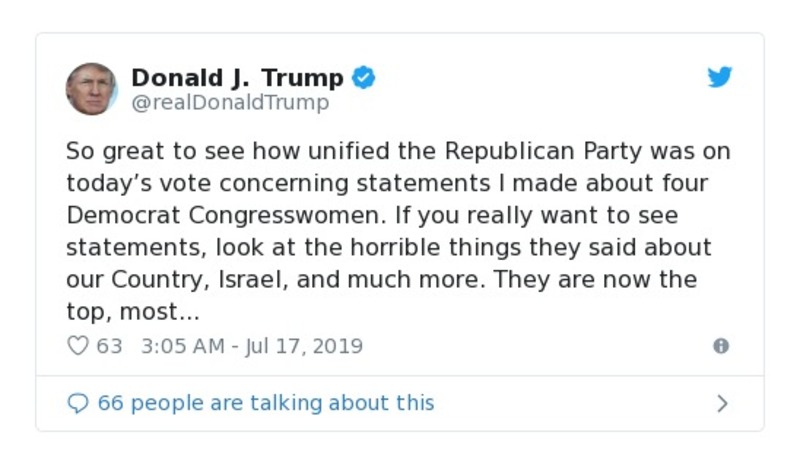 Donald J. Trump
@realDonaldTrump
So great to see how unified the Republican Party was on
today’s vote concerning statements I made about four
Democrat Congresswomen. If you really want to see
statements, look at the horrible things they said about
our Country, Israel, and much more. They are now the
top, most…
63 3:05 AM - Jul 17, 2019
66 people are talking about this